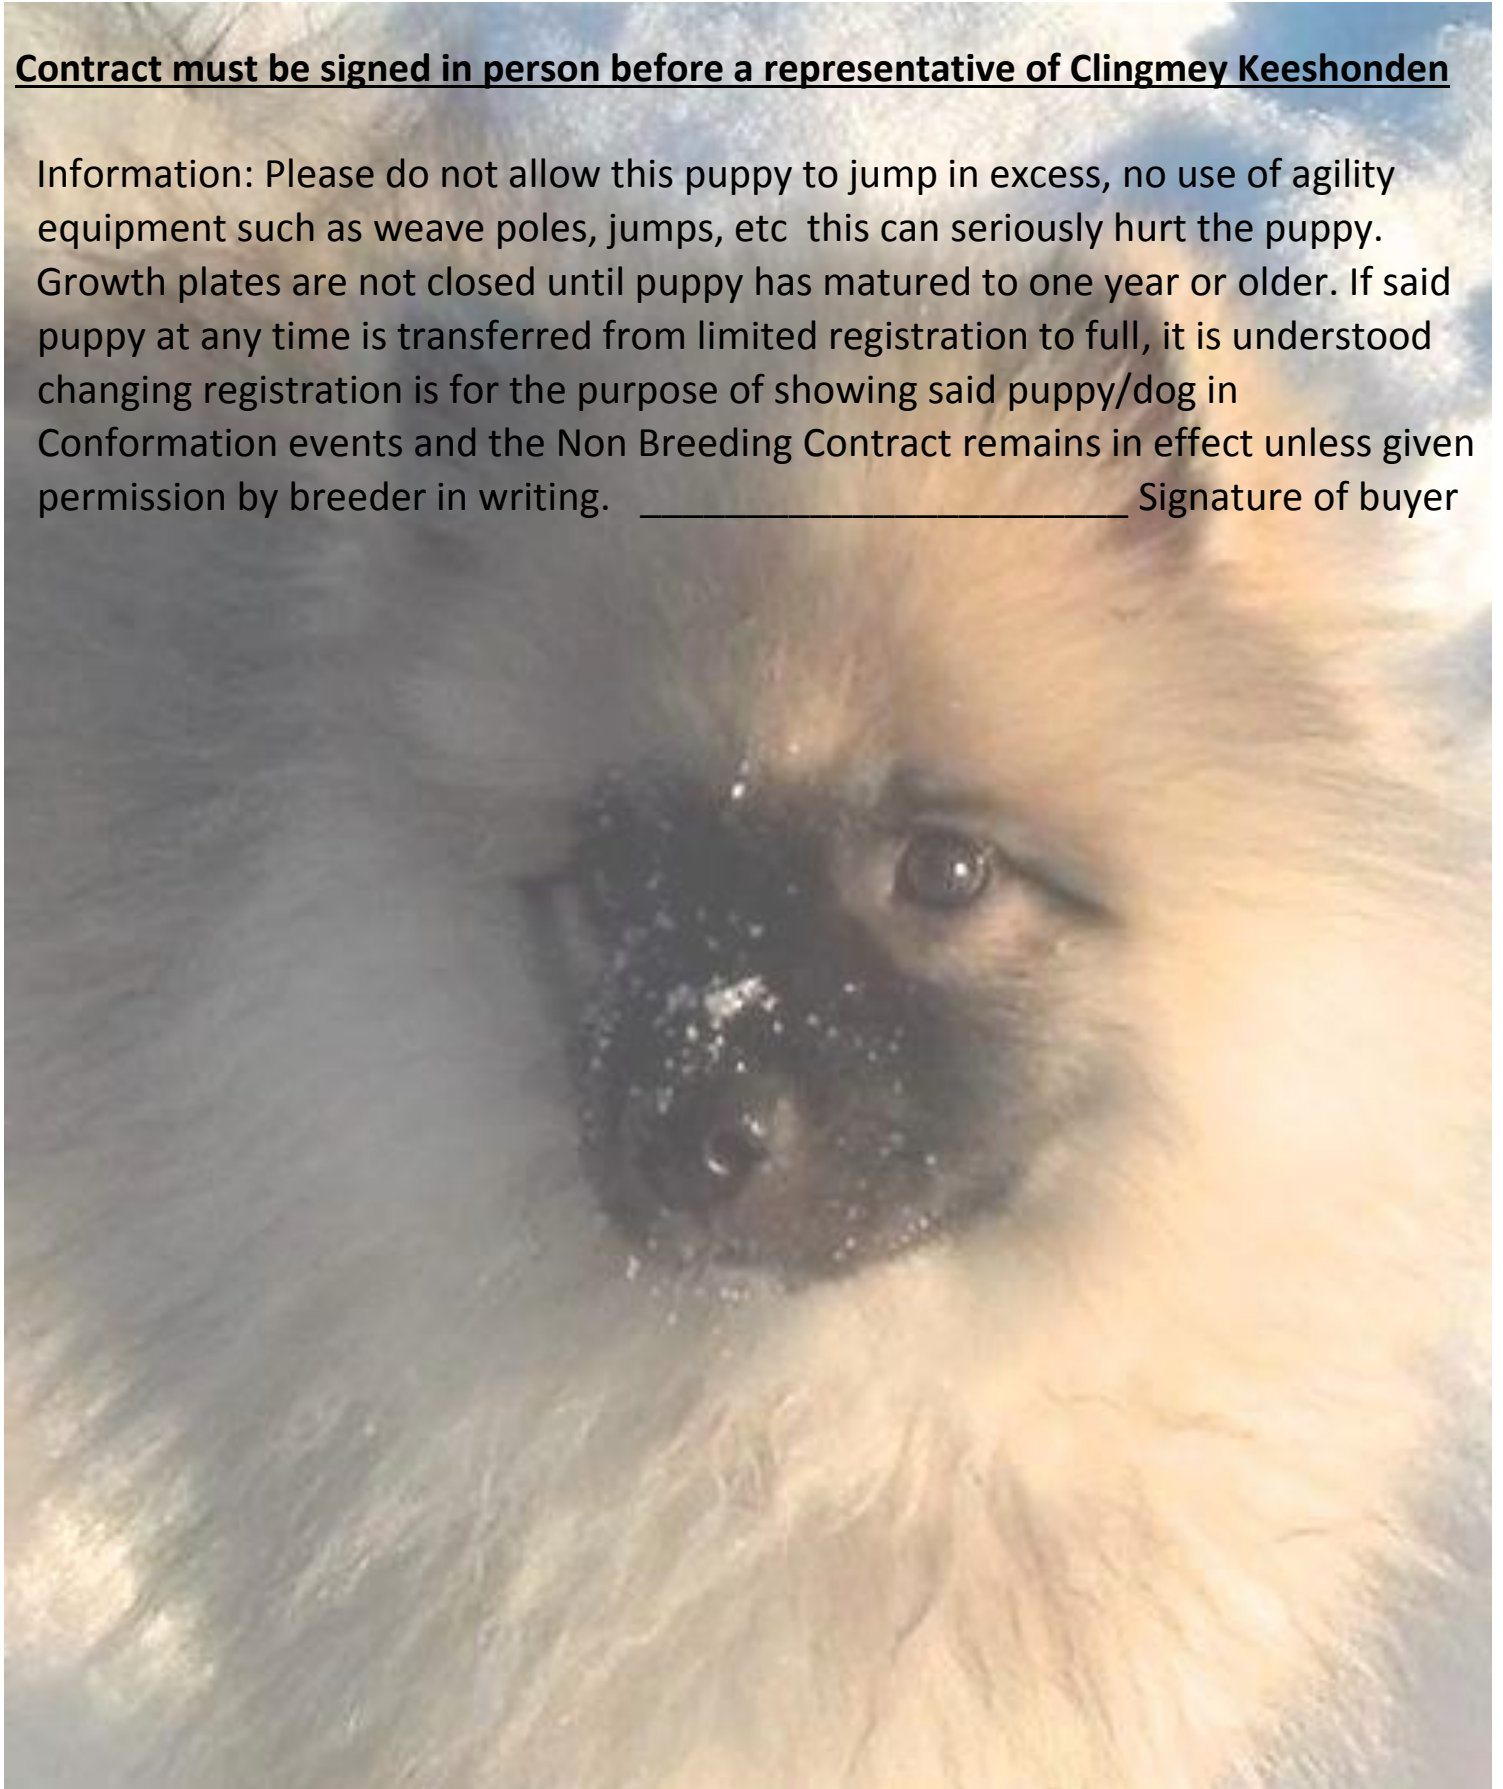 Contract must be signed in person before a representative of Clingmey Keeshonden
Information: Please do not allow this puppy to jump in excess, no use of agility
equipment such as weave poles, jumps, etc  this can seriously hurt the puppy.
Growth plates are not closed until puppy has matured to one year or older. If said
puppy at any time is transferred from limited registration to full, it is understood
changing registration is for the purpose of showing said puppy/dog in
Conformation events and the Non Breeding Contract remains in effect unless given
permission by breeder in writing.   _______________________ Signature of buyer